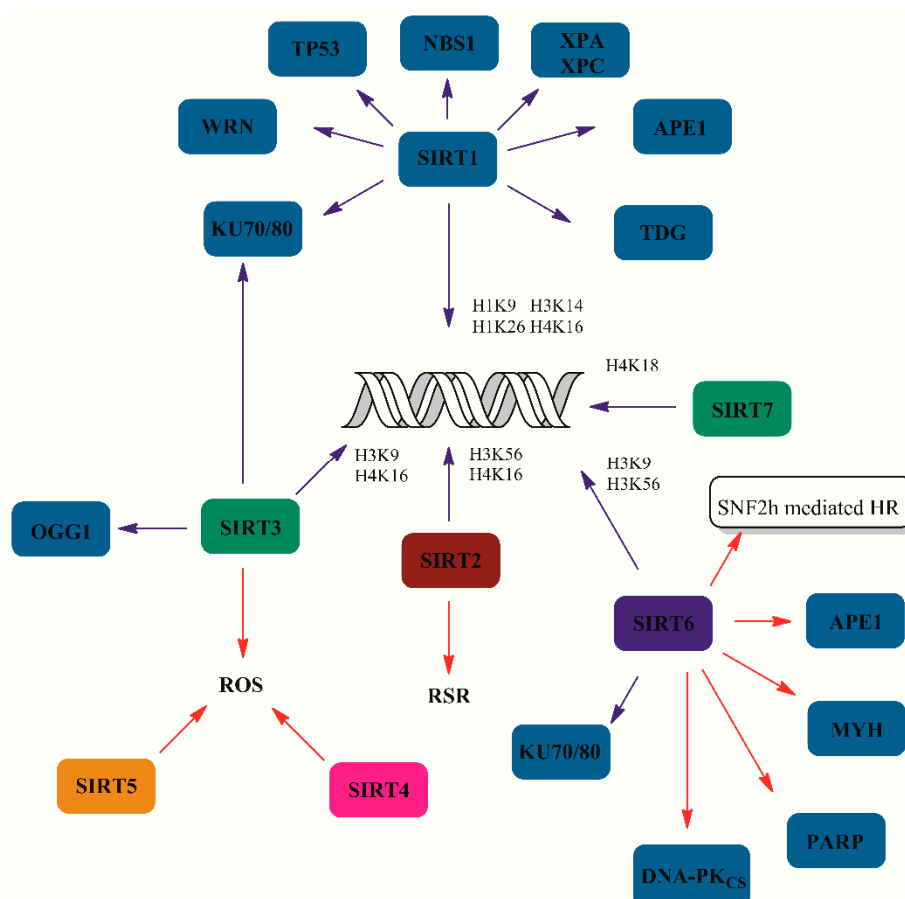 TP53
NBS1
XPA
XPC
WRN
APE1
SIRT1
KU70/80
TDG
H1K9 H3K14
H1K26 H4K16
H4K18
SIRT7
H3K9
H4K16
H3K56
H4K16
H3K9
H3K56
SNF2h mediated HR
OGG1
SIRT3
SIRT2
SIRT6
APE1
ROS
RSR
MYH
KU70/80
SIRT5
SIRT4
PARP
DNA-PKCS